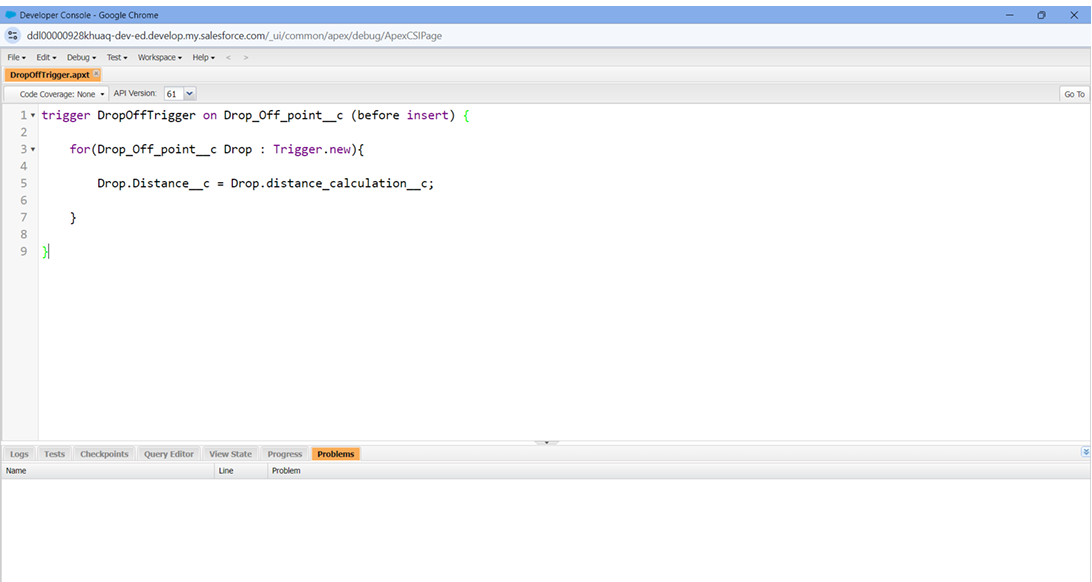 Developer Console - Google Chrome
ddl00000928khuaq-dev-ed.develop.my.salesforce.com/_ui/common/apex/debug/ApexCSIPage
File Edit Debug Test Workspace Help < >
DropOffTrigger.apxt
Code Coverage: None API Version: 61 Go To
1 trigger DropOffTrigger on Drop_Off_point__c (before insert) {
2
3 for(Drop_Off_point__c Drop : Trigger.new){
4
5 Drop.Distance__c = Drop.distance_calculation__c;
6
7 }
8
9 }
Logs Tests Checkpoints Query Editor View State Progress Problems
Name Line Problem